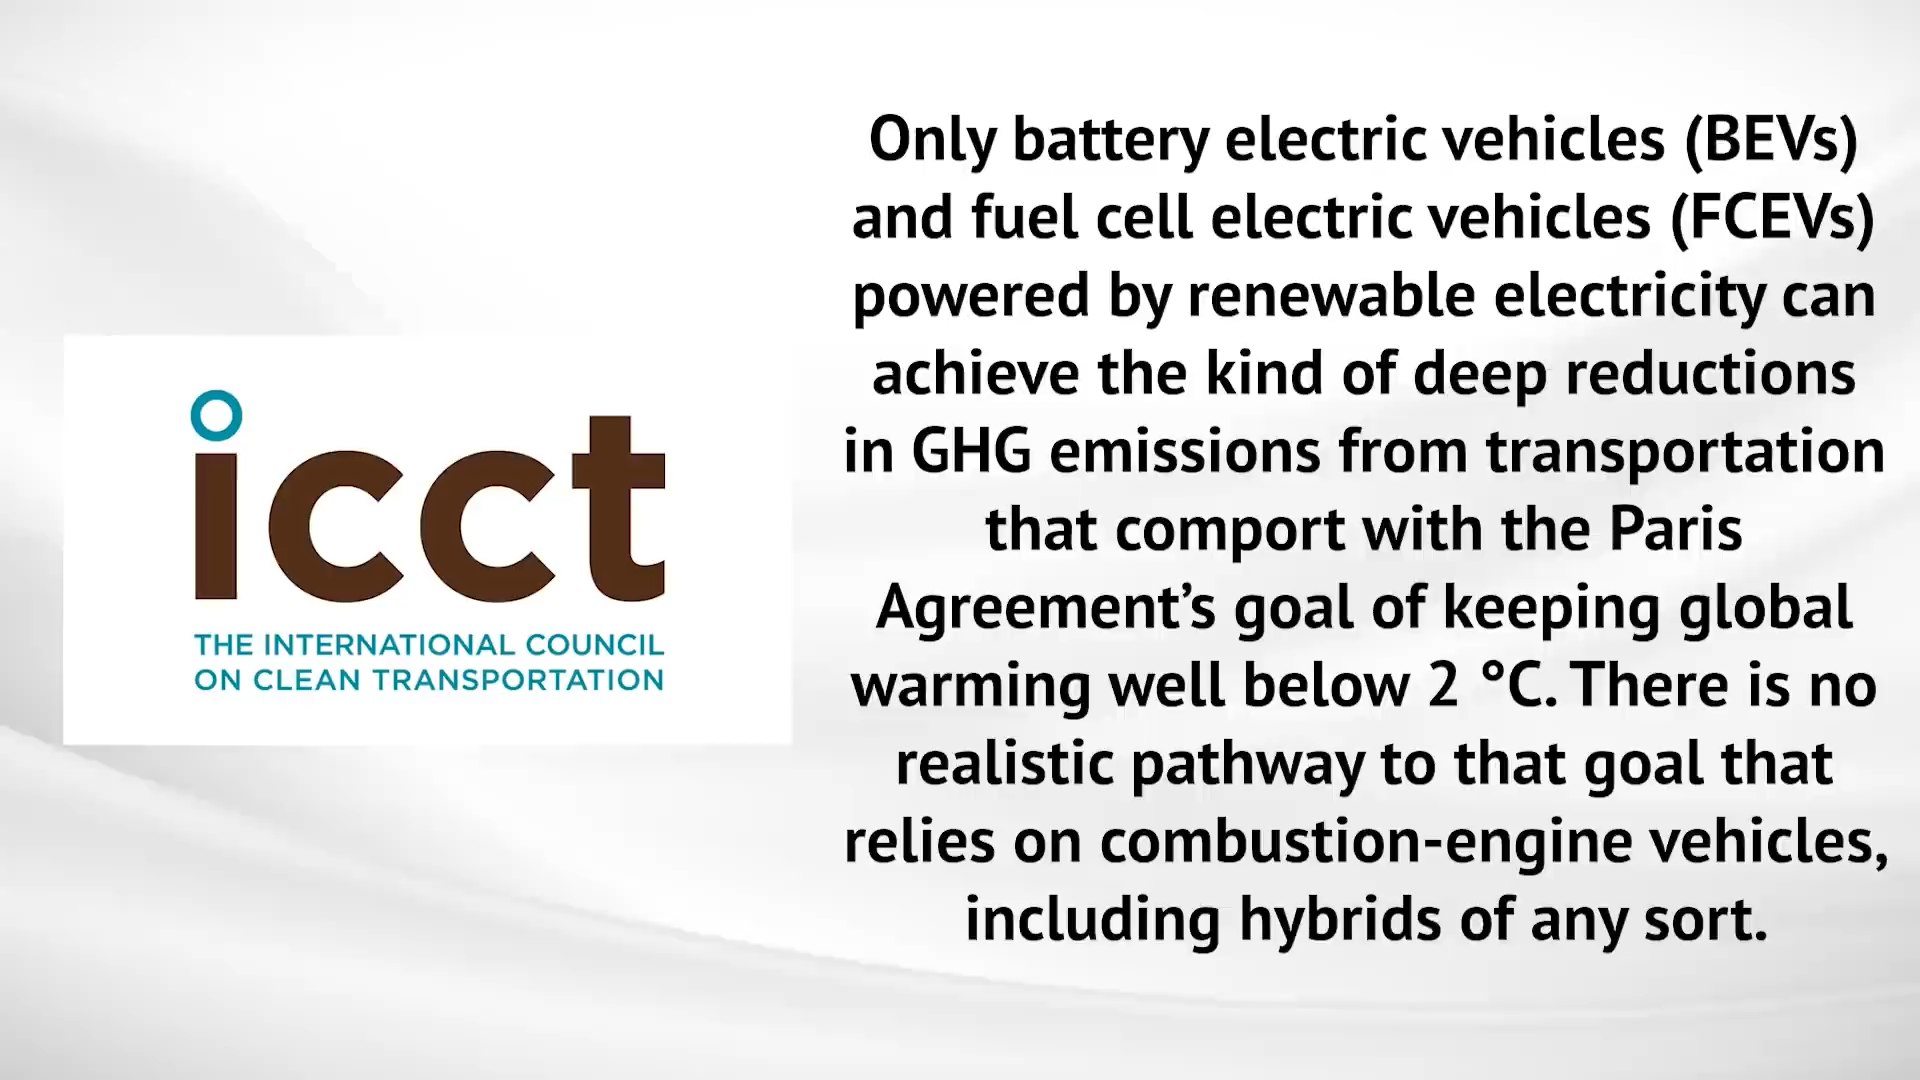 icct
THE INTERNATIONAL COUNCIL
ON CLEAN TRANSPORTATION
Only battery electric vehicles (BEVs)
and fuel cell electric vehicles (FCEVs)
powered by renewable electricity can
achieve the kind of deep reductions
in GHG emissions from transportation
that comport with the Paris
Agreement’s goal of keeping global
warming well below 2 °C. There is no
realistic pathway to that goal that
relies on combustion-engine vehicles,
including hybrids of any sort.